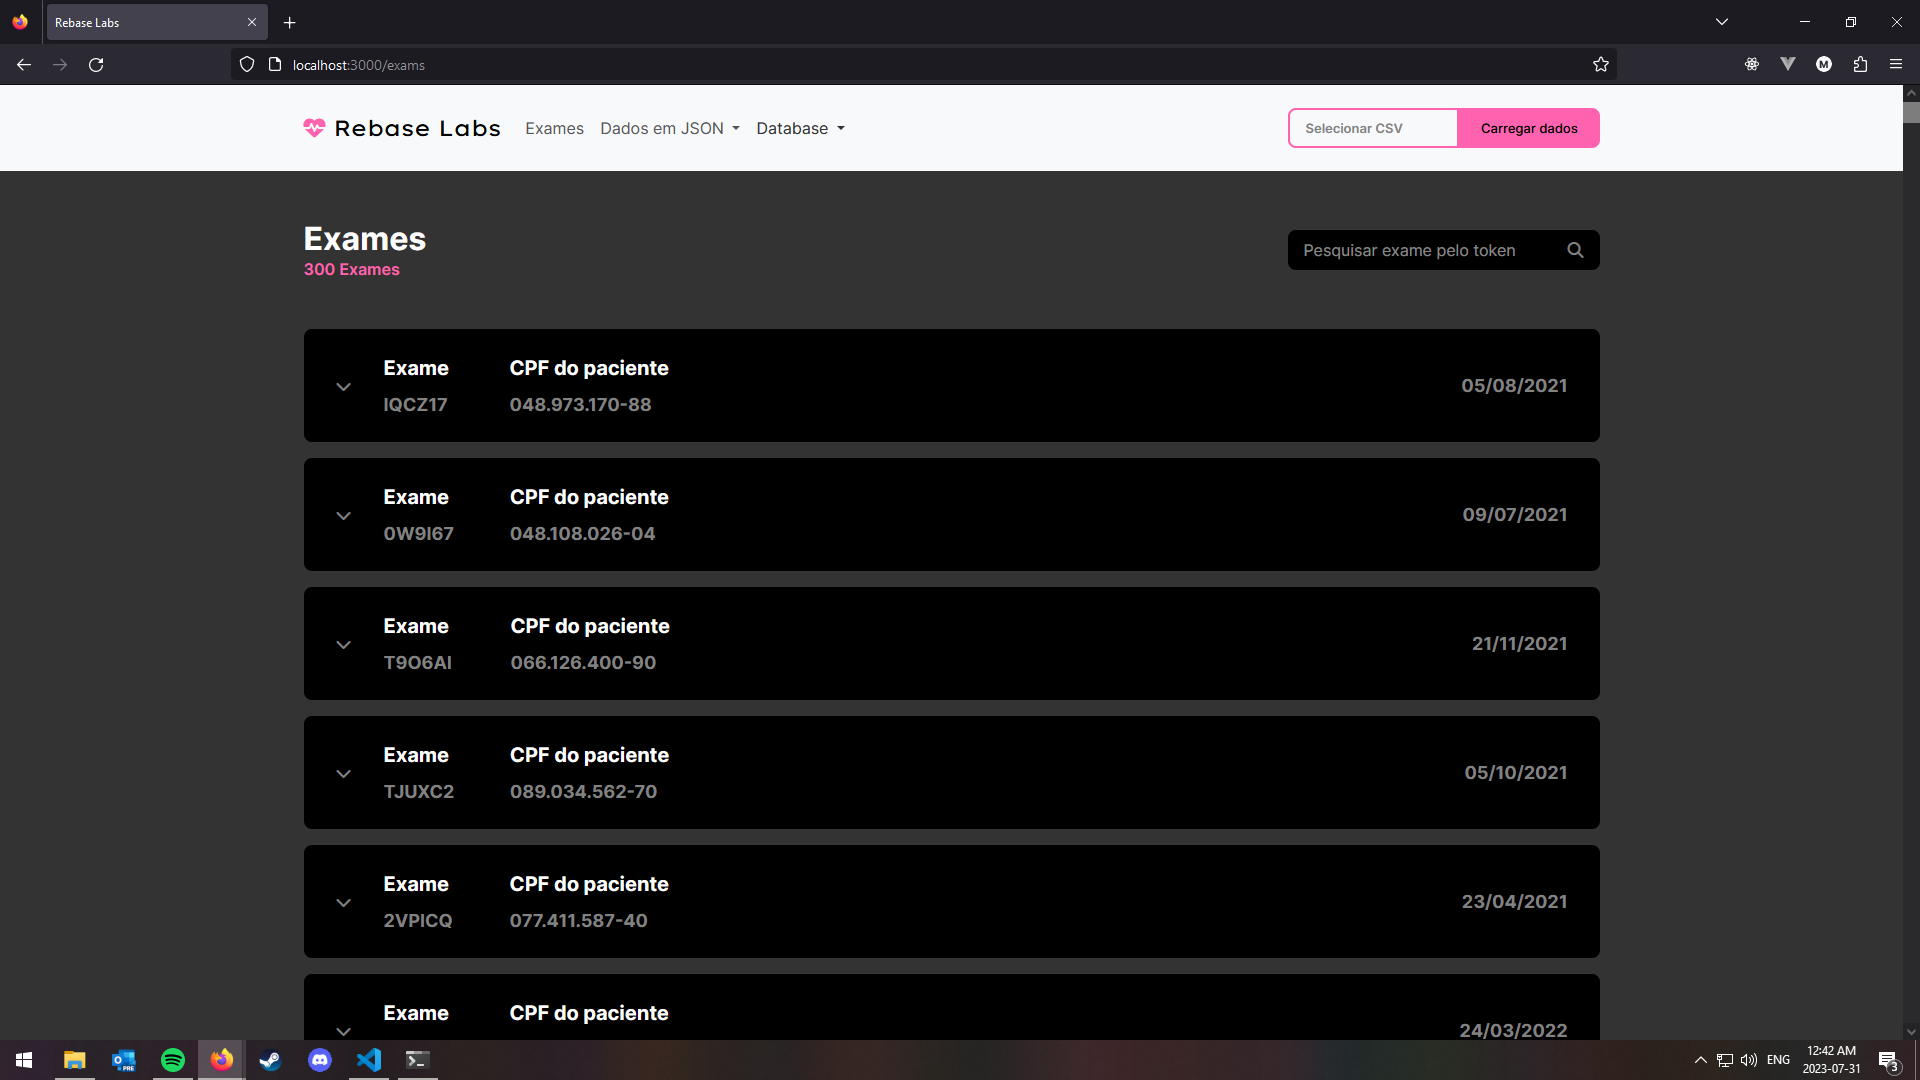 Rebase Labs
localhost:3000/exams
Rebase Labs
Exames
Dados em JSON
Database
Selecionar CSV
Carregar dados
Exames
300 Exames
Pesquisar exame pelo token
Exame
CPF do paciente
IQCZ17
048.973.170-88
05/08/2021
Exame
CPF do paciente
0W9I67
048.108.026-04
09/07/2021
Exame
CPF do paciente
T9O6AI
066.126.400-90
21/11/2021
Exame
CPF do paciente
TJUXC2
089.034.562-70
05/10/2021
Exame
CPF do paciente
2VPICQ
077.411.587-40
23/04/2021
Exame
CPF do paciente
24/03/2022
ENG
12:42 AM
2023-07-31
3